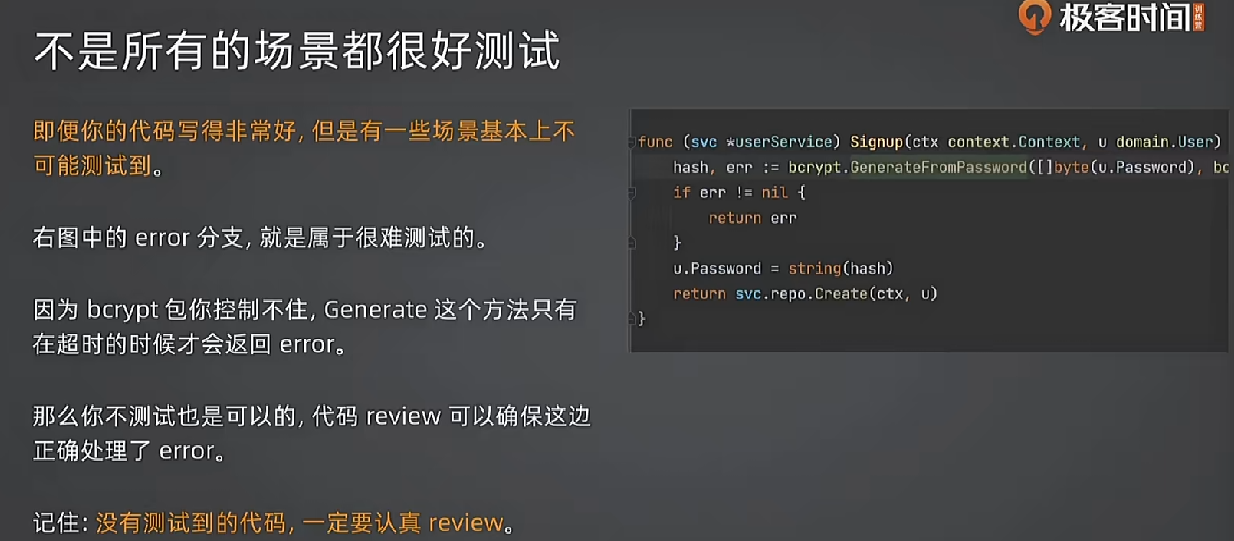 极客时间
不是所有的场景都很好测试
即便你的代码写得非常好, 但是有一些场景基本上不
可能测试到。
右图中的 error 分支, 就是属于很难测试的。
因为 bcrypt 包你控制不住, Generate 这个方法只有
在超时的时候才会返回 error。
那么你不测试也是可以的, 代码 review 可以确保这边
正确处理了 error。
记住: 没有测试到的代码, 一定要认真 review。
func (svc *userService) Signup(ctx context.Context, u domain.User)
hash, err := bcrypt.GenerateFromPassword([]byte(u.Password), bc
if err != nil {
return err
}
u.Password = string(hash)
return svc.repo.Create(ctx, u)
}